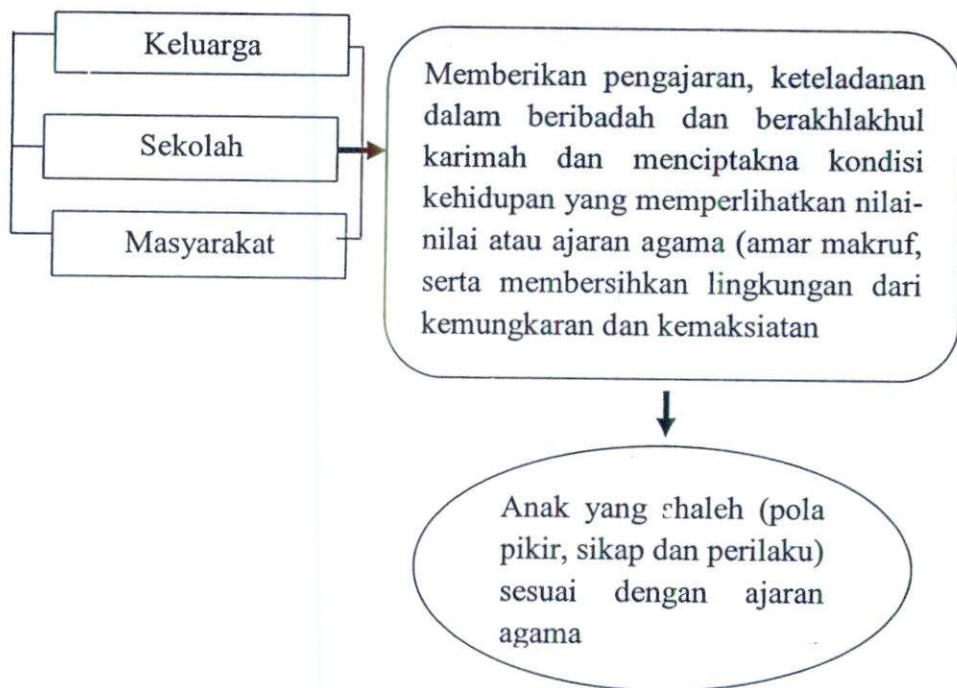 Keluarga
Sekolah
Masyarakat
Memberikan pengajaran, keteladanan
dalam beribadah dan berakhlakhul
karimah dan menciptakna kondisi
kehidupan yang memperlihatkan nilai-
nilai atau ajaran agama (amar makruf,
serta membersihkan lingkungan dari
kemungkaran dan kemaksiatan
Anak yang shaleh (pola
pikir, sikap dan perilaku)
sesuai dengan ajaran
agama